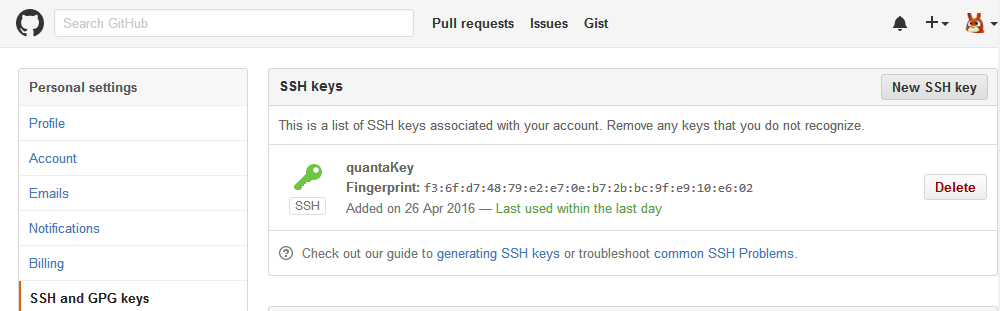 Search GitHub Pull requests Issues Gist
Personal settings
Profile
Account
Emails
Notifications
Billing
SSH and GPG keys
SSH keys
New SSH key
This is a list of SSH keys associated with your account. Remove any keys that you do not recognize.
SSH
quantaKey
Fingerprint: f3:6f:d7:48:79:e2:e7:0e:b7:2b:bc:9f:e9:10:e6:02
Added on 26 Apr 2016 — Last used within the last day
Delete
Check out our guide to generating SSH keys or troubleshoot common SSH Problems.